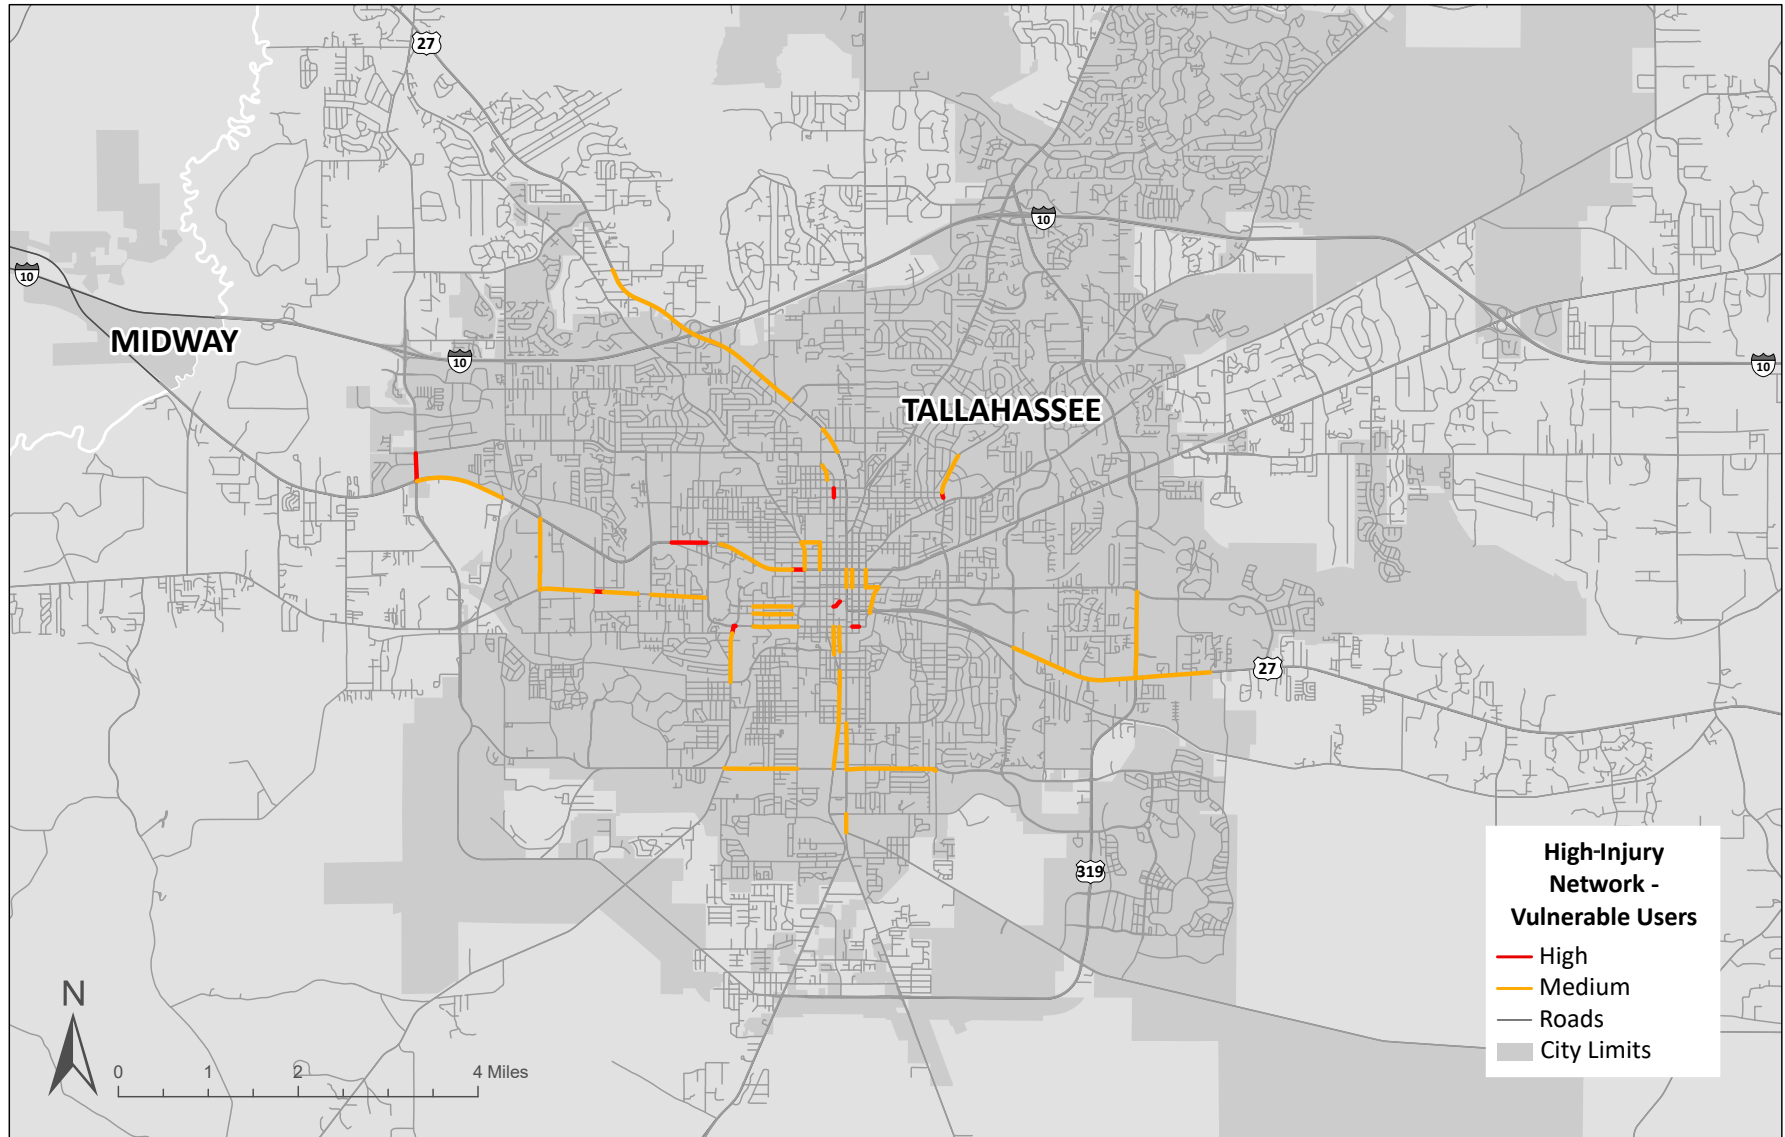 27
10
10
MIDWAY
10
10
TALLAHASSEE
27
319
High-Injury
Network -
Vulnerable Users
High
Medium
Roads
City Limits
N
0 1 2 4 Miles